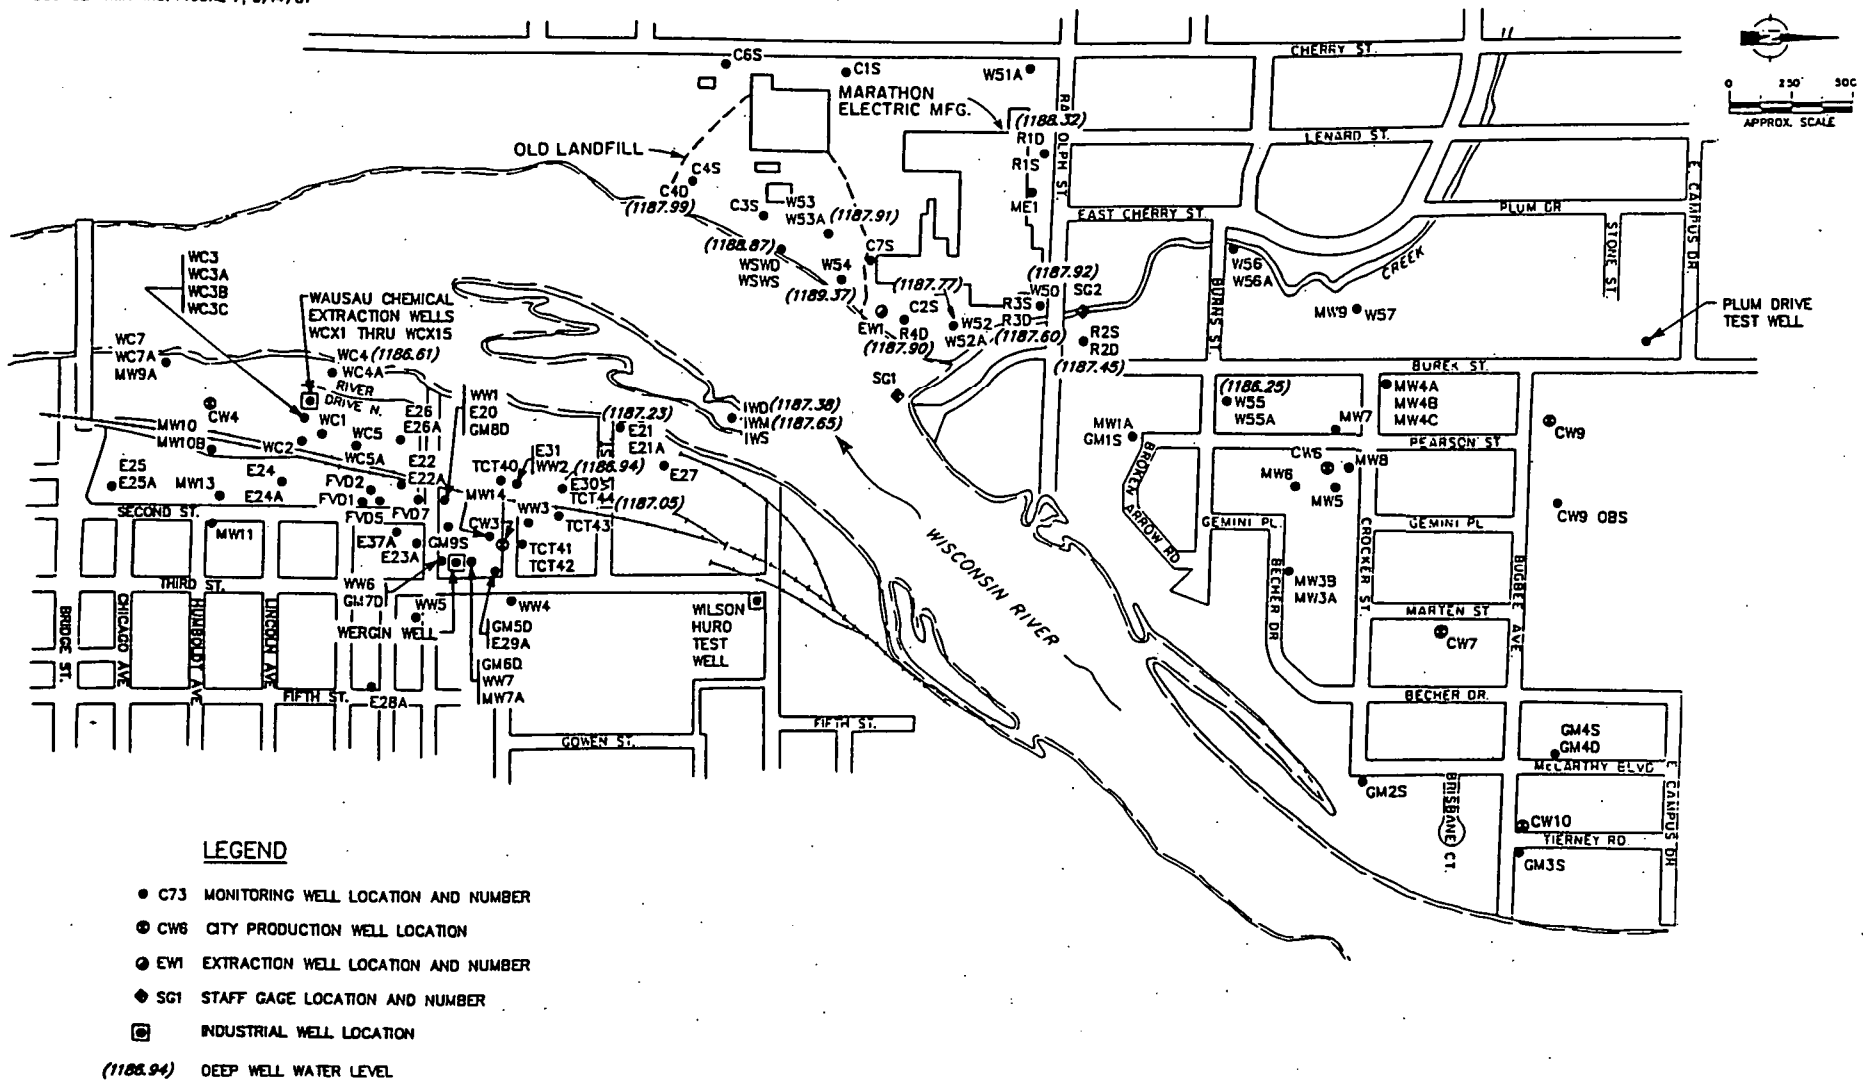 CHERRY ST.
C6S
C1S
W51A
MARATHON
ELECTRIC MFG.
(1188.32)
R1D
R1S
ME1
OLPH ST.
LENARD ST.
0 250'
APPROX. SCALE
OLD LANDFILL
C4S
C4D
(1187.99)
C3S
W53
W53A (1187.91)
EAST CHERRY ST.
PLUM DR
STONE ST.
E. CAMPUS DR.
(1188.87)
WSWD
WSWS
W54
(1189.37)
C7S
(1187.77)
(1187.92)
W50
SG2
R3S
R3D
C2S
EW1
R4D
(1187.90)
W52
W52A
(1187.60)
R2S
R2D
(1187.45)
BURNS ST.
W56
W56A
CREEK
MW9
W57
PLUM DRIVE
TEST WELL
WC3
WC3A
WC3B
WC3C
WAUSAU CHEMICAL
EXTRACTION WELLS
WCX1 THRU WCX15
WC7
WC7A
MW9A
WC4 (1186.61)
WC4A
RIVER
DRIVE N.
CW4
MW10
MW10B
WC1
WC2
WC5
WC5A
E26
E26A
WW1
E20
GM8D
(1187.23)
E21
E21A
E27
IWD (1187.38)
IWM (1187.65)
IWS
SG1
BUREK ST.
(1186.25)
W55
W55A
MW4A
MW4B
MW4C
MW7
MW1A
GM1S
PEARSON ST
CW9
CW6
MW8
MW6
MW5
CW9 OBS
E25
E25A
MW13
E24
E24A
E22
E22A
FVD2
FVD1
FVD5
FVD7
TCT40
MW14
E31
WW2
(1186.94)
TCT44
(1187.05)
SECOND ST.
MW11
E37A
E23A
GM9S
CW3
WW3
TCT43
TCT41
TCT42
BROKEN
ARROW RD
GEMINI PL.
GEMINI PL
CROCKER ST.
BUGBEE AVE.
WISCONSIN RIVER
THIRD ST.
WW6
GM7D
WW5
WERGIN WELL
WW4
GM5D
E29A
GM6D
WW7
MW7A
WILSON
HURD
TEST
WELL
BECHER DR
MW3B
MW3A
MARTEN ST
CW7
BRIDGE ST.
CHICAGO AVE
HUMBOLDT AVE
LINCOLN AVE
FIFTH ST.
E28A
GOWEN ST.
FIFTH ST.
BECHER DR.
GM4S
GM4D
McCARTHY BLVD
GM2S
BRISBANE CT.
CW10
TIERNEY RD.
GM3S
E CAMPUS DR
LEGEND
C73 MONITORING WELL LOCATION AND NUMBER
CW6 CITY PRODUCTION WELL LOCATION
EW1 EXTRACTION WELL LOCATION AND NUMBER
SG1 STAFF GAGE LOCATION AND NUMBER
INDUSTRIAL WELL LOCATION
(1186.94) DEEP WELL WATER LEVEL